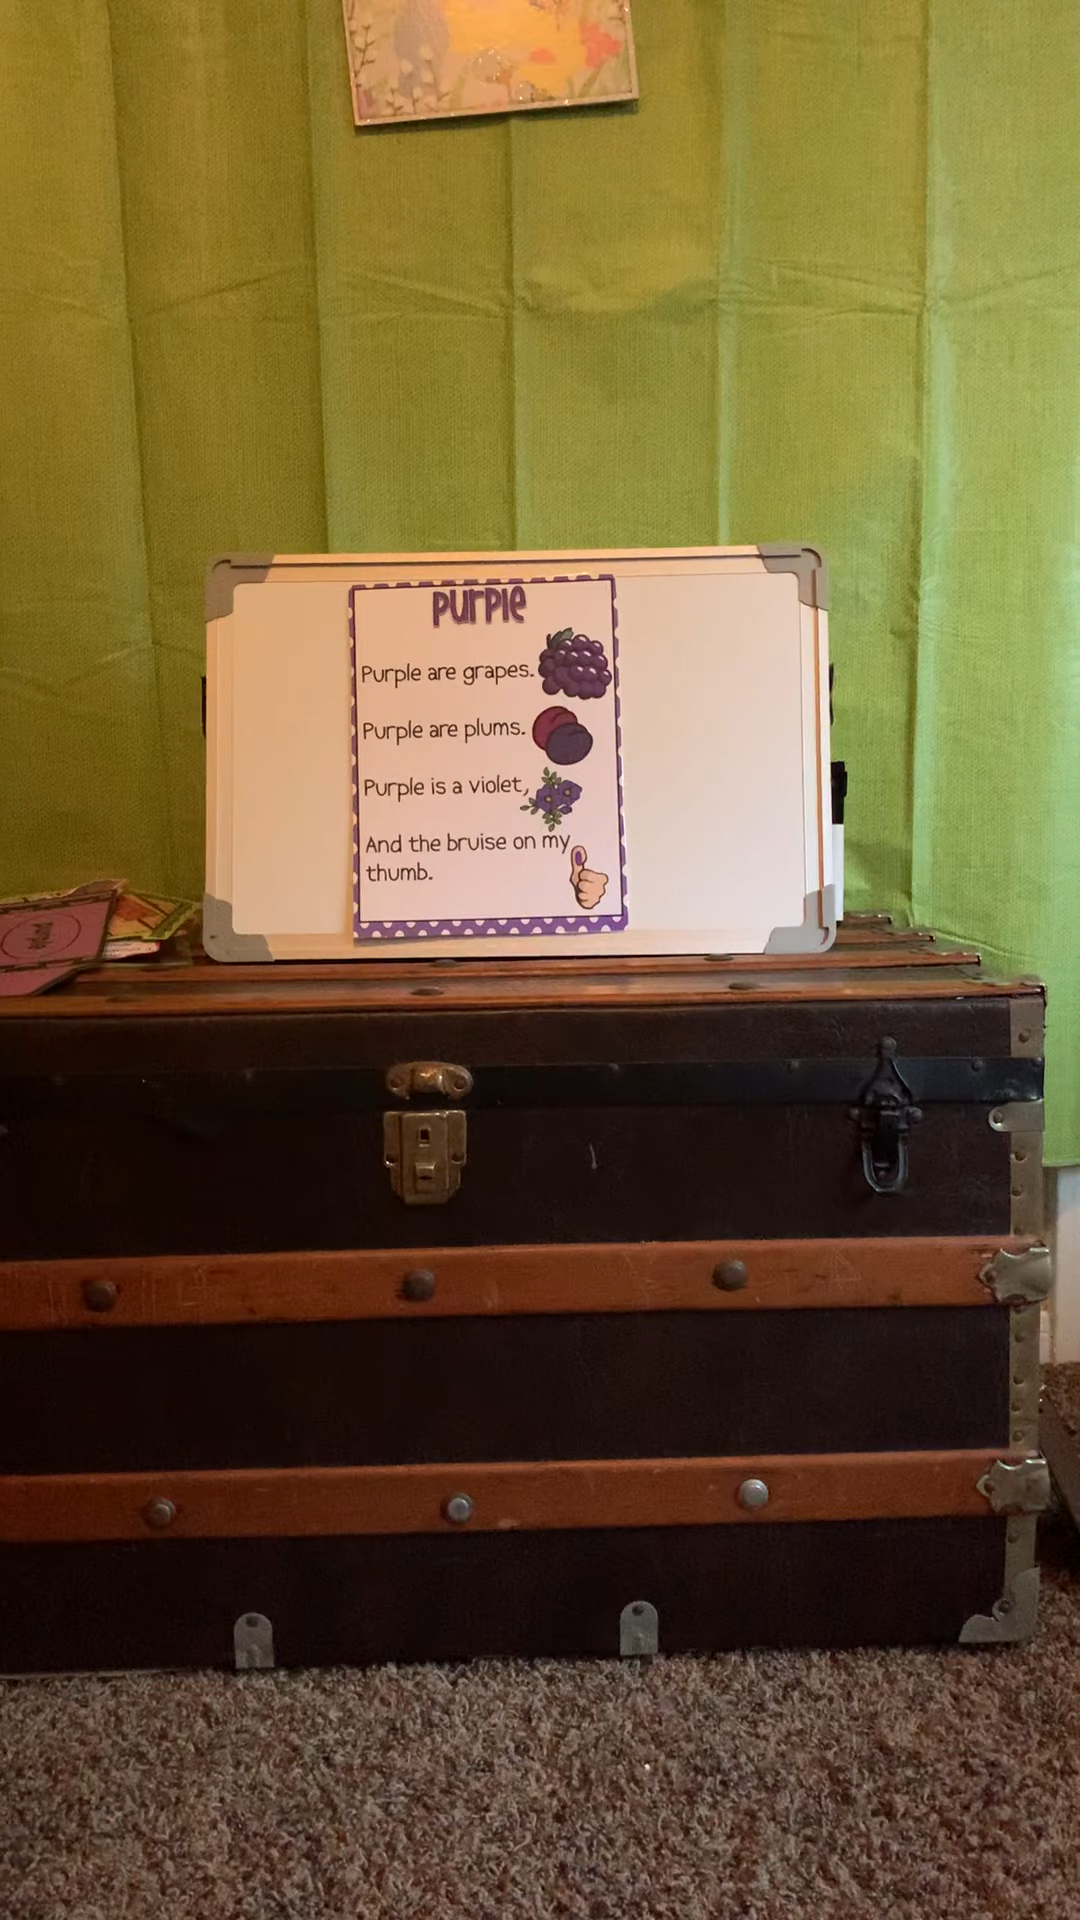 purple
Purple are grapes.
Purple are plums.
Purple is a violet,
And the bruise on my
thumb.